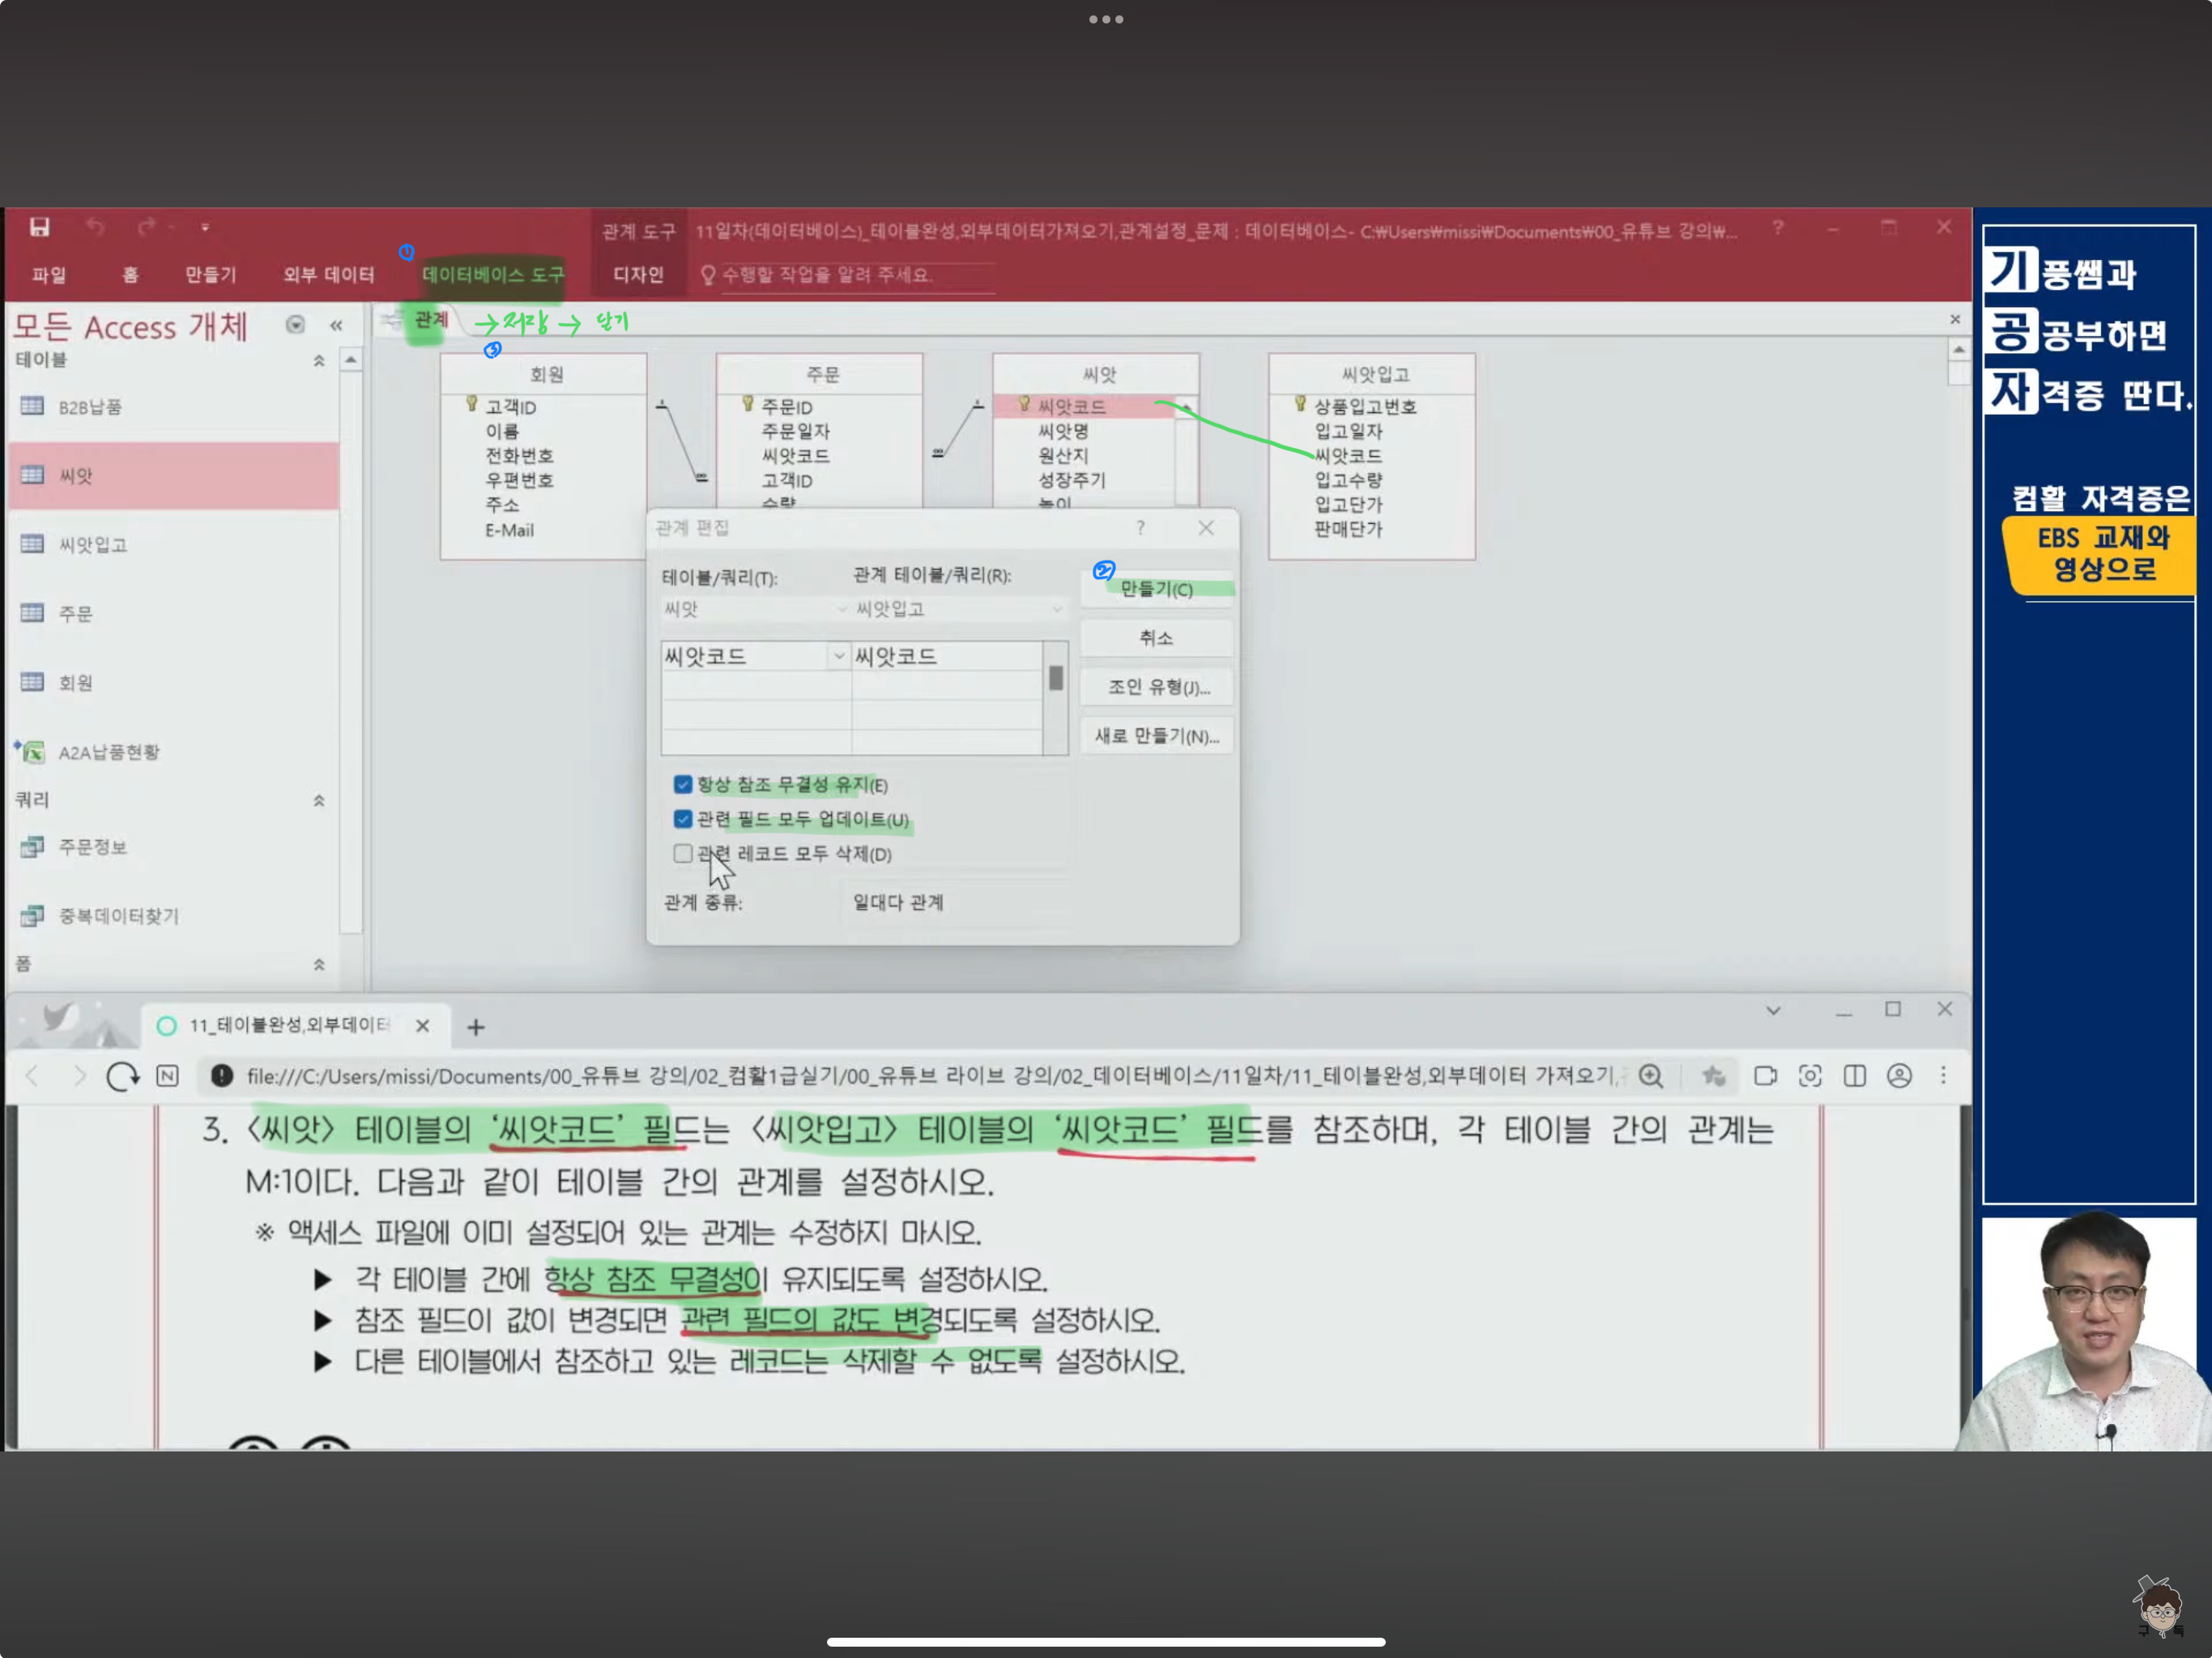 관계 도구
11일차(데이터베이스)_테이블완성,외부데이터가져오기,관계설정_문제 : 데이터베이스- C:₩Users₩missi₩Documents₩00_유튜브 강의₩...
①
파일 홈 만들기 외부 데이터 데이터베이스 도구 디자인 수행할 작업을 알려 주세요.
모든 Access 개체
관계 → 저장 → 닫기
③
테이블
B2B납품
씨앗
씨앗입고
주문
회원
A2A납품현황
쿼리
주문정보
중복데이터찾기
폼
회원
고객ID
이름
전화번호
우편번호
주소
E-Mail
주문
주문ID
주문일자
씨앗코드
고객ID
수량
씨앗
씨앗코드
씨앗명
원산지
성장주기
높이
씨앗입고
상품입고번호
입고일자
씨앗코드
입고수량
입고단가
판매단가
1
∞
∞
1
관계 편집
테이블/쿼리(T): 관계 테이블/쿼리(R):
씨앗 씨앗입고
씨앗코드 씨앗코드
②
만들기(C)
취소
조인 유형(J)...
새로 만들기(N)...
항상 참조 무결성 유지(E)
관련 필드 모두 업데이트(U)
관련 레코드 모두 삭제(D)
관계 종류: 일대다 관계
11_테이블완성,외부데이터
file:///C:/Users/missi/Documents/00_유튜브 강의/02_컴활1급실기/00_유튜브 라이브 강의/02_데이터베이스/11일차/11_테이블완성,외부데이터 가져오기,
3. 〈씨앗〉 테이블의 ‘씨앗코드’ 필드는 〈씨앗입고〉 테이블의 ‘씨앗코드’ 필드를 참조하며, 각 테이블 간의 관계는
M:1이다. 다음과 같이 테이블 간의 관계를 설정하시오.
※ 액세스 파일에 이미 설정되어 있는 관계는 수정하지 마시오.
▶ 각 테이블 간에 항상 참조 무결성이 유지되도록 설정하시오.
▶ 참조 필드이 값이 변경되면 관련 필드의 값도 변경되도록 설정하시오.
▶ 다른 테이블에서 참조하고 있는 레코드는 삭제할 수 없도록 설정하시오.
기풍쌤과
공공부하면
자격증 딴다.
컴활 자격증은
EBS 교재와
영상으로
구 독